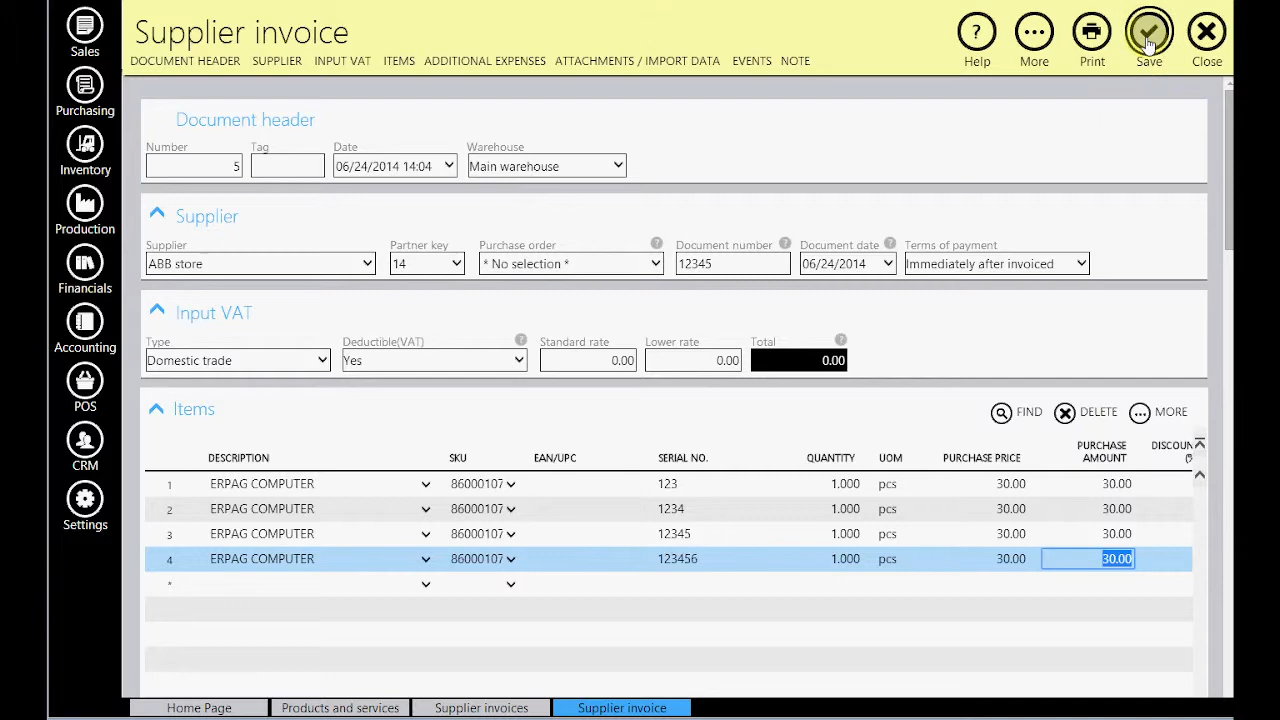 Supplier invoice
DOCUMENT HEADER SUPPLIER INPUT VAT ITEMS ADDITIONAL EXPENSES ATTACHMENTS / IMPORT DATA EVENTS NOTE
? Help More Print Save Close
Sales
Purchasing
Inventory
Production
Financials
Accounting
POS
CRM
Settings
Document header
Number Tag Date Warehouse
5 06/24/2014 14:04 Main warehouse
Supplier
Supplier Partner key Purchase order ? Document number ? Document date ? Terms of payment
ABB store 14 * No selection * 12345 06/24/2014 Immediately after invoiced
Input VAT
Type Deductible(VAT) ? Standard rate Lower rate Total ?
Domestic trade Yes 0.00 0.00 0.00
Items FIND DELETE MORE
DESCRIPTION SKU EAN/UPC SERIAL NO. QUANTITY UOM PURCHASE PRICE PURCHASE AMOUNT DISCOUN (%
1 ERPAG COMPUTER 86000107 123 1.000 pcs 30.00 30.00
2 ERPAG COMPUTER 86000107 1234 1.000 pcs 30.00 30.00
3 ERPAG COMPUTER 86000107 12345 1.000 pcs 30.00 30.00
4 ERPAG COMPUTER 86000107 123456 1.000 pcs 30.00 30.00
*
Home Page Products and services Supplier invoices Supplier invoice